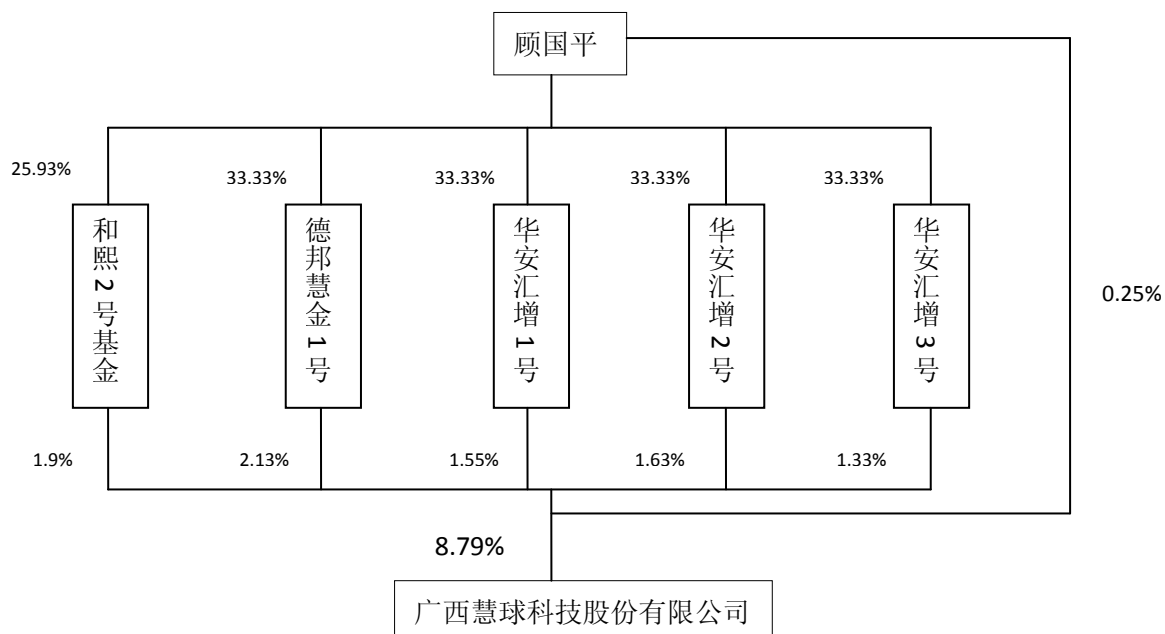 顾国平
25.93%
33.33%
33.33%
33.33%
33.33%
和熙2号基金
德邦慧金1号
华安汇增1号
华安汇增2号
华安汇增3号
0.25%
1.9%
2.13%
1.55%
1.63%
1.33%
8.79%
广西慧球科技股份有限公司